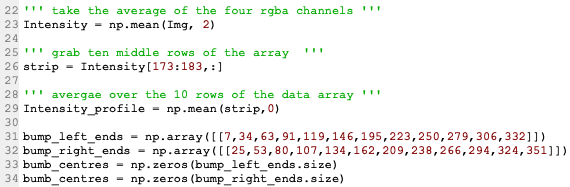 22 ''' take the average of the four rgba channels '''
23 Intensity = np.mean(Img, 2)
24
25 ''' grab ten middle rows of the array  '''
26 strip = Intensity[173:183,:]
27
28 ''' avergae over the 10 rows of the data array '''
29 Intensity_profile = np.mean(strip,0)
30
31 bump_left_ends = np.array([[7,34,63,91,119,146,195,223,250,279,306,332]])
32 bump_right_ends = np.array([[25,53,80,107,134,162,209,238,266,294,324,351]])
33 bumb_centres = np.zeros(bump_left_ends.size)
34 bumb_centres = np.zeros(bump_right_ends.size)